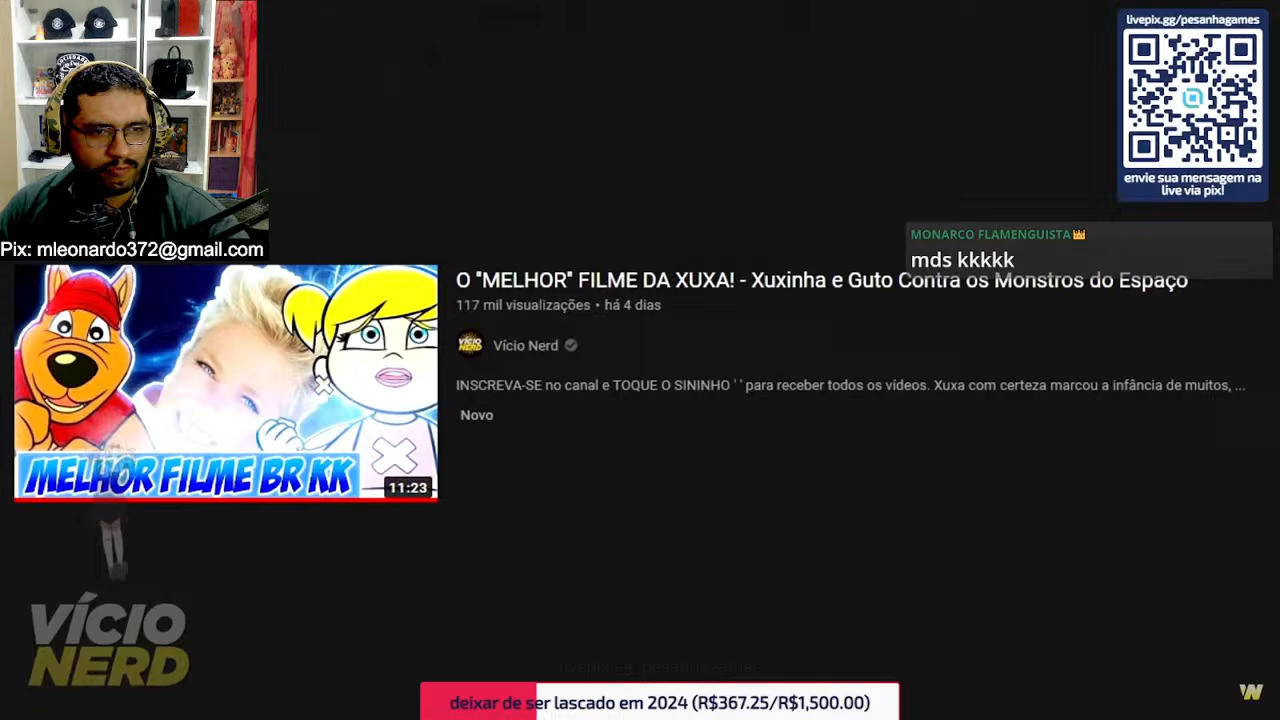 livepix.gg/pesanhagames
envie sua mensagem na
live via pix!
SOCIEDADE
Pix: mleonardo372@gmail.com
MONARCO FLAMENGUISTA
mds kkkkk
O "MELHOR" FILME DA XUXA! - Xuxinha e Guto Contra os Monstros do Espaço
117 mil visualizações • há 4 dias
VÍCIO NERD
Vício Nerd
INSCREVA-SE no canal e TOQUE O SININHO ' ' para receber todos os vídeos. Xuxa com certeza marcou a infância de muitos, ...
Novo
MELHOR FILME BR KK
11:23
VÍCIO
NERD
deixar de ser lascado em 2024 (R$367.25/R$1,500.00)
W